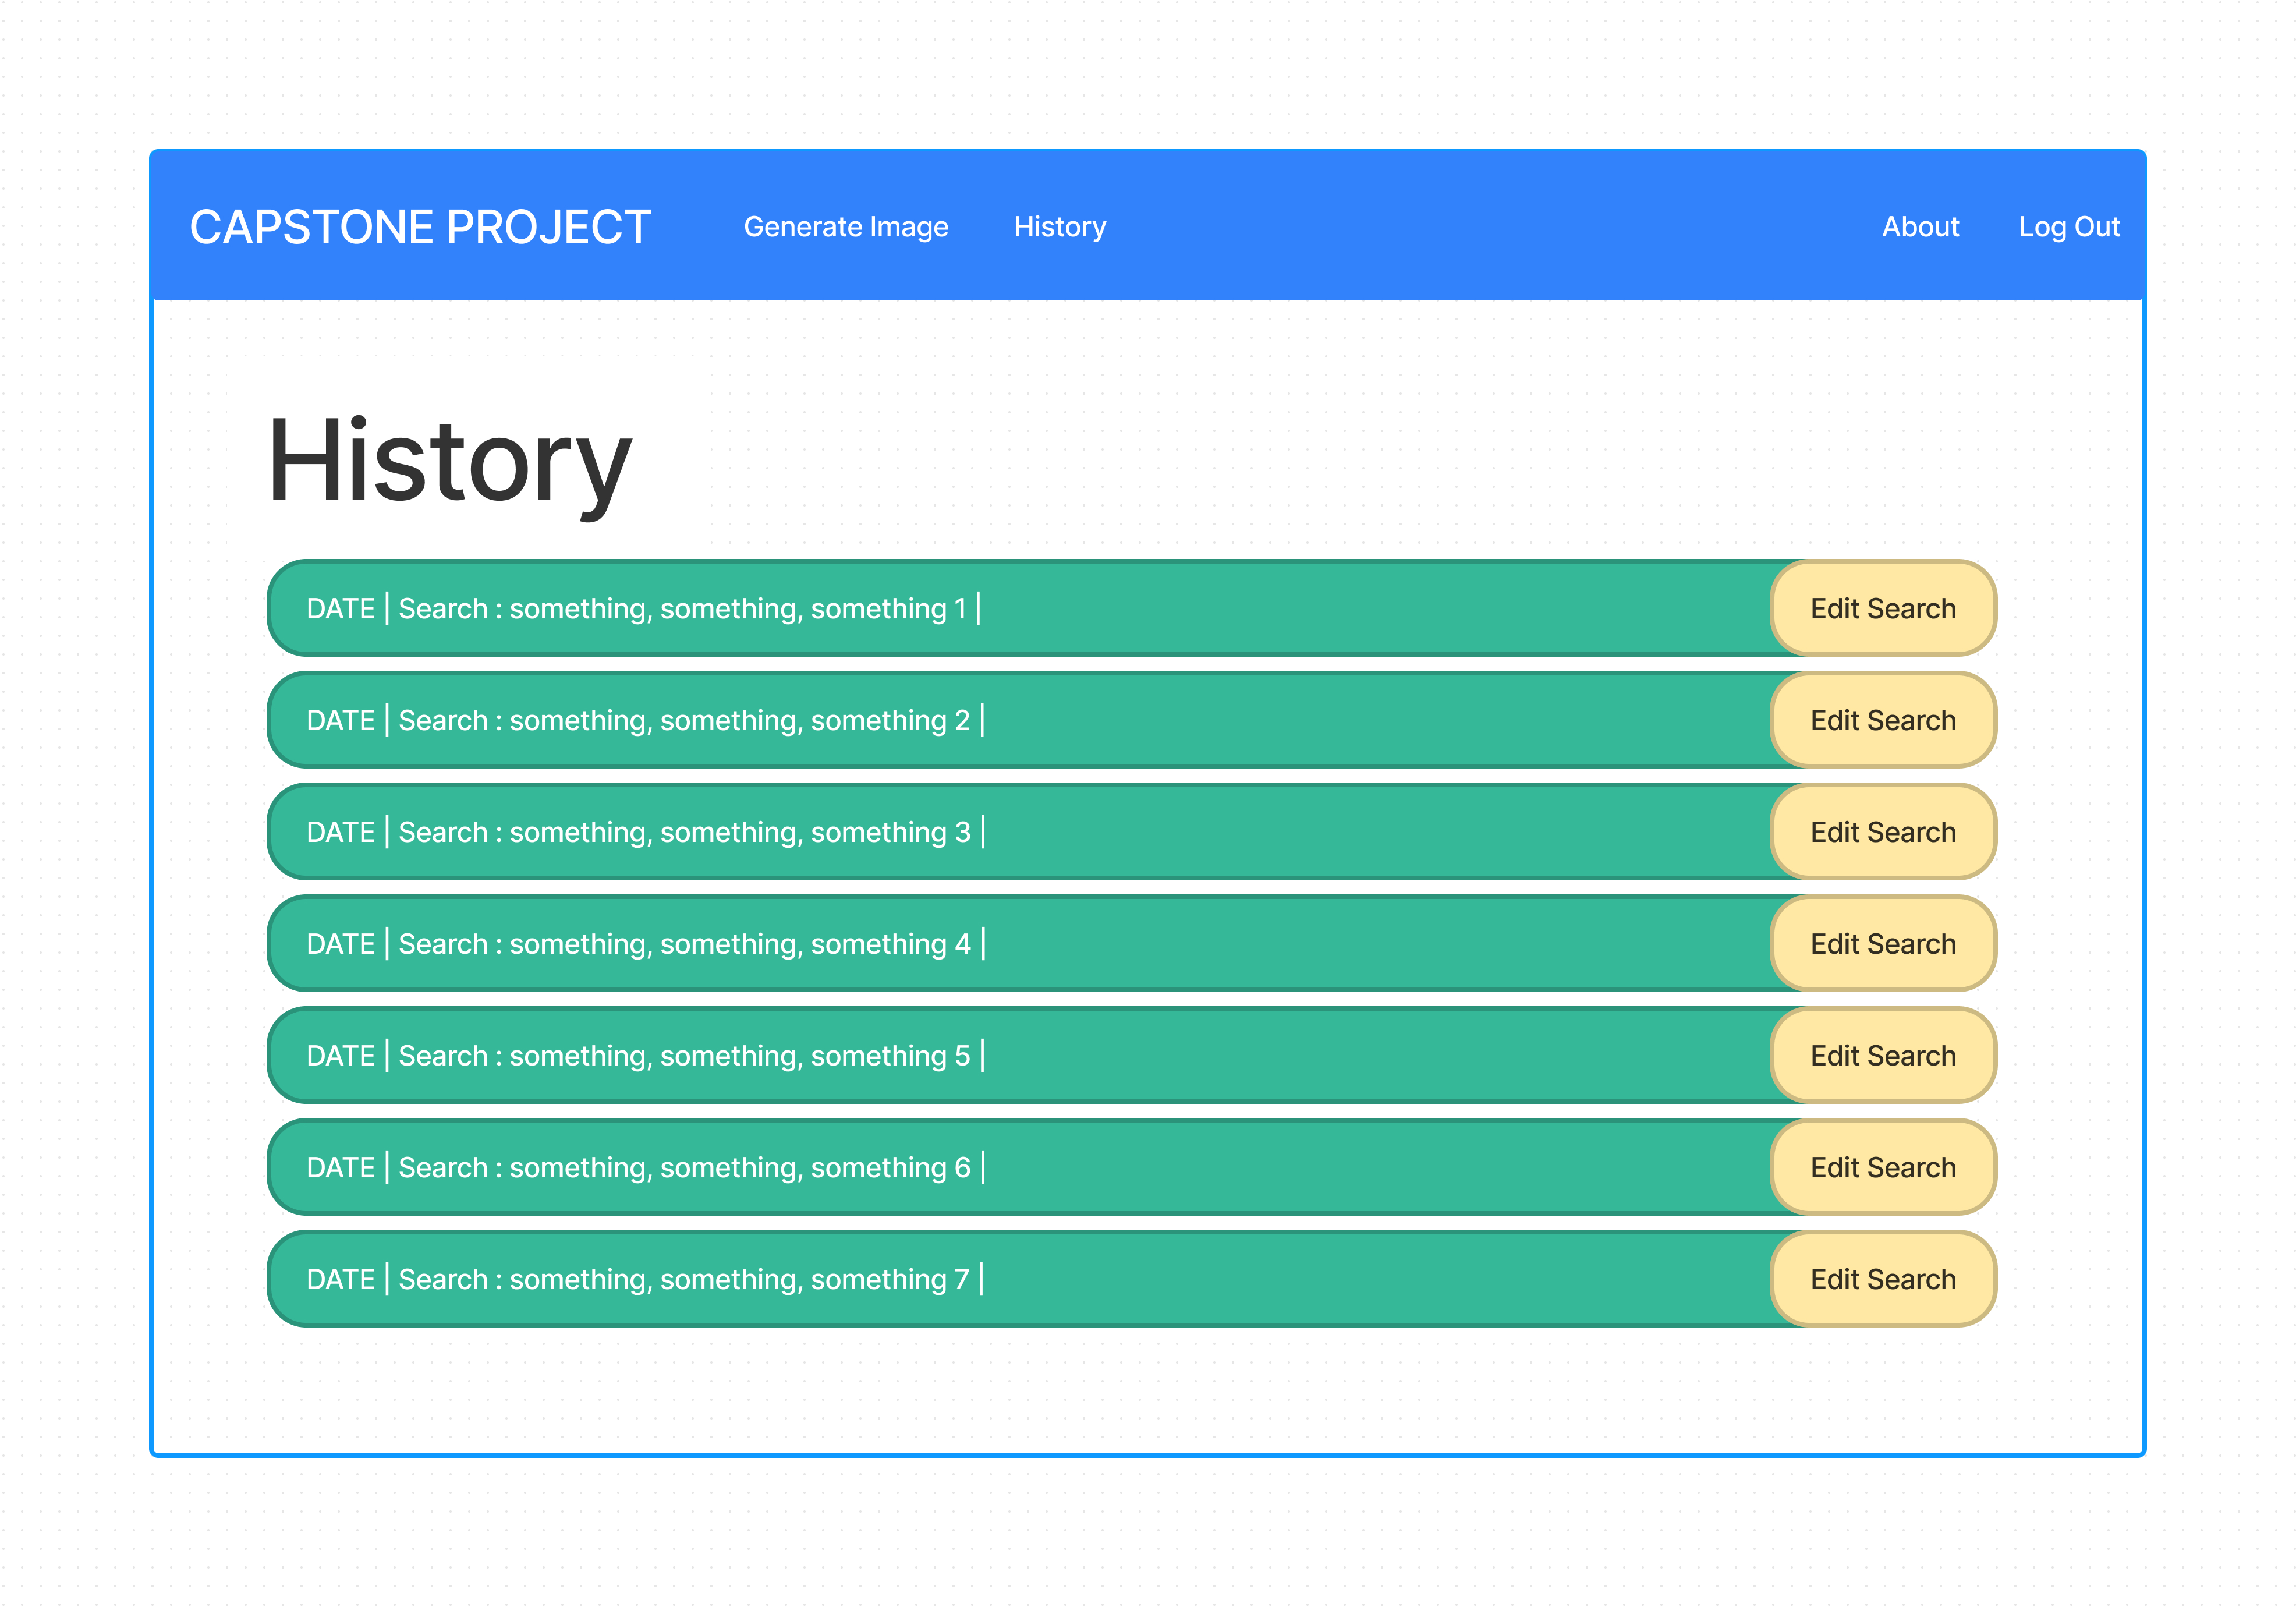 CAPSTONE PROJECT Generate Image History About Log Out
History
DATE | Search : something, something, something 1 | Edit Search
DATE | Search : something, something, something 2 | Edit Search
DATE | Search : something, something, something 3 | Edit Search
DATE | Search : something, something, something 4 | Edit Search
DATE | Search : something, something, something 5 | Edit Search
DATE | Search : something, something, something 6 | Edit Search
DATE | Search : something, something, something 7 | Edit Search